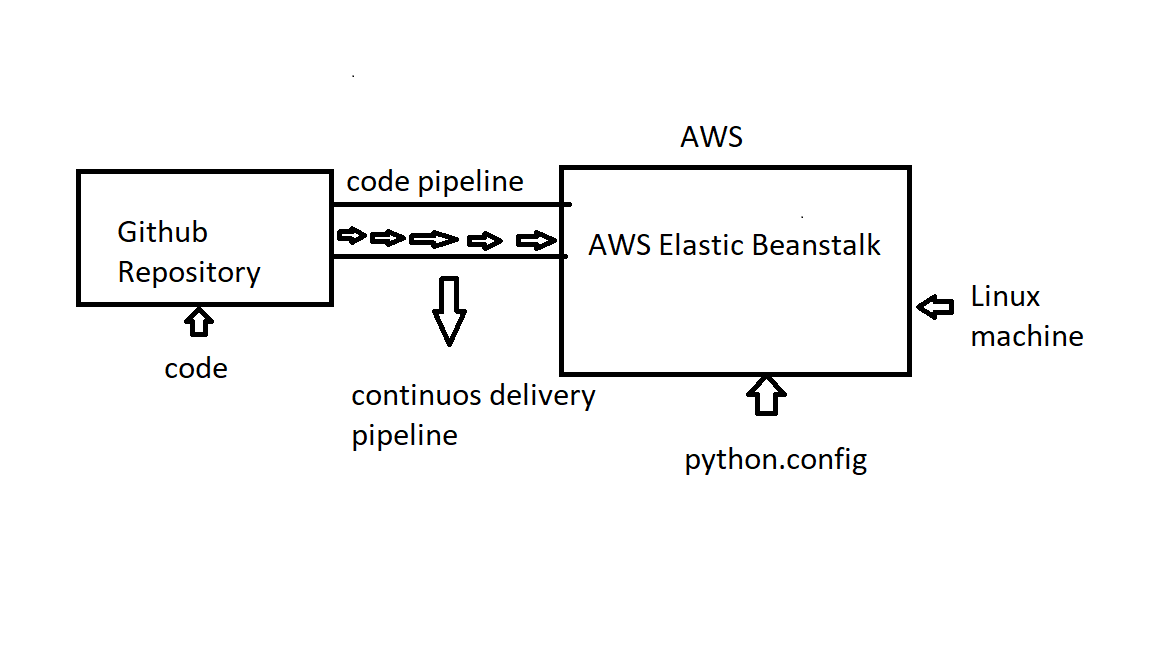 AWS
code pipeline
Github
Repository
AWS Elastic Beanstalk
Linux
machine
code
continuos delivery
pipeline
python.config